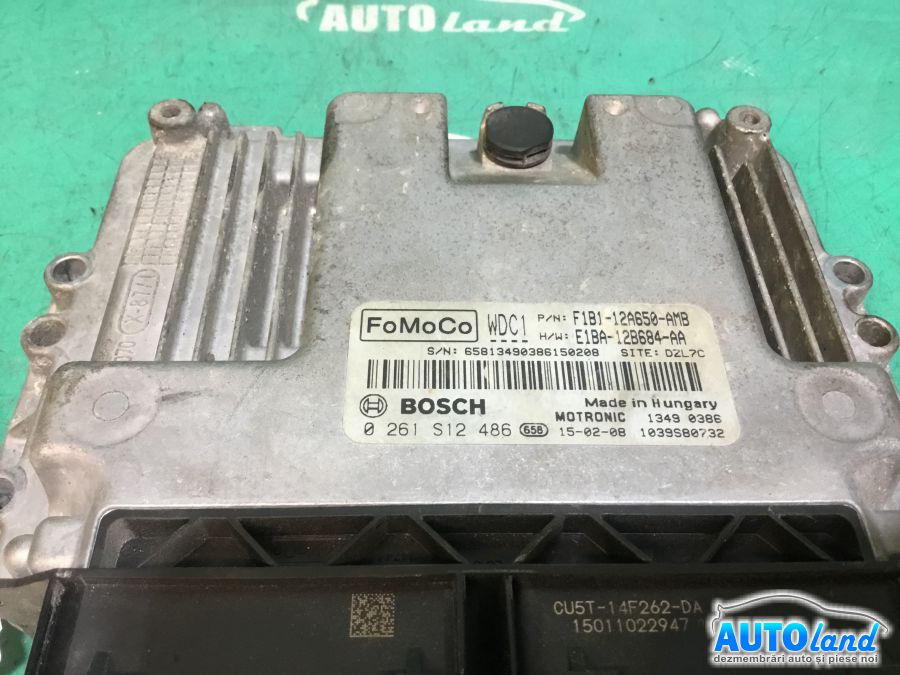 AUTOland
FoMoCo WDC1 P/N: F1B1-12A650-AMB
H/W: E1BA-12B684-AA
S/N: 65813490386150208 SITE: DZL7C
BOSCH Made in Hungary
MOTRONIC 1349 0386
0 261 S12 486 658 15-02-08 1039S80732
CU5T-14F262-DA
15011022947
AUTOland
dezmembrări auto și piese noi